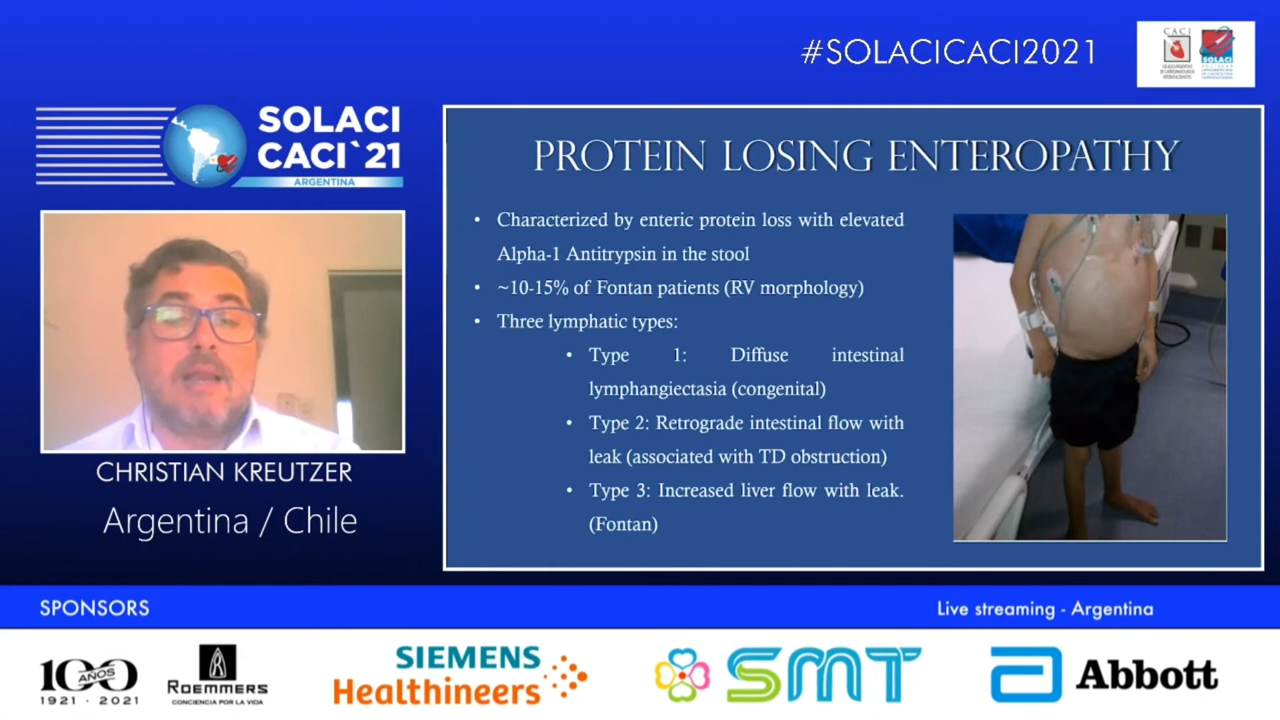 #SOLACICACI2021
CACI
SOLACI
SOLACI
CACI`21
ARGENTINA
PROTEIN LOSING ENTEROPATHY
• Characterized by enteric protein loss with elevated
Alpha-1 Antitrypsin in the stool
• ~10-15% of Fontan patients (RV morphology)
• Three lymphatic types:
• Type 1: Diffuse intestinal
lymphangiectasia (congenital)
• Type 2: Retrograde intestinal flow with
leak (associated with TD obstruction)
• Type 3: Increased liver flow with leak.
(Fontan)
CHRISTIAN KREUTZER
Argentina / Chile
SPONSORS
Live streaming - Argentina
100
AÑOS
1921 · 2021
ROEMMERS
CONCIENCIA POR LA VIDA
SIEMENS
Healthineers
SMT
Abbott